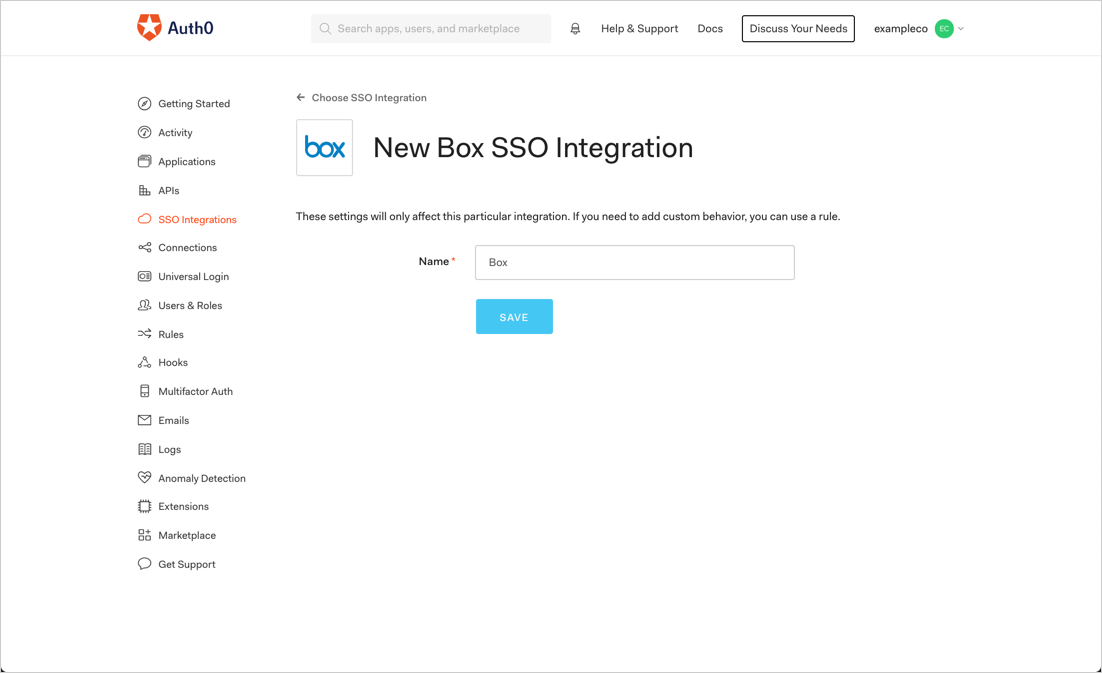 Auth0
Search apps, users, and marketplace
Help & Support
Docs
Discuss Your Needs
exampleco
EC
Getting Started
Activity
Applications
APIs
SSO Integrations
Connections
Universal Login
Users & Roles
Rules
Hooks
Multifactor Auth
Emails
Logs
Anomaly Detection
Extensions
Marketplace
Get Support
Choose SSO Integration
box
New Box SSO Integration
These settings will only affect this particular integration. If you need to add custom behavior, you can use a rule.
Name *
Box
SAVE